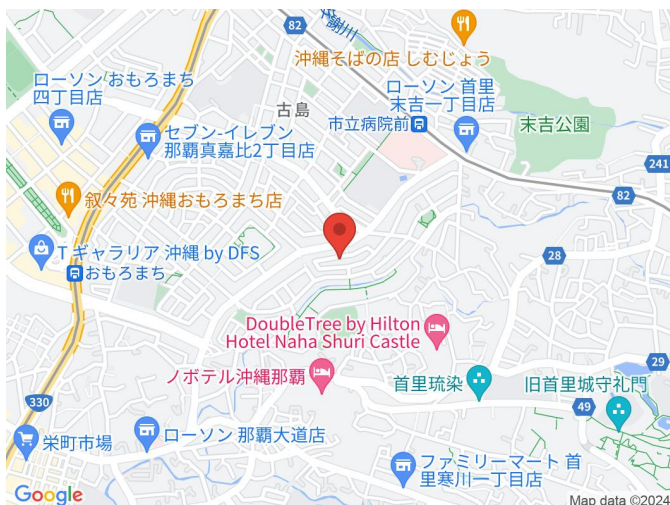 82
謝川
沖縄そばの店 しむじょう
ローソン おもろまち
四丁目店
ローソン 首里
末吉一丁目店
古島
市立病院前
末吉公園
セブン-イレブン
那覇真嘉比2丁目店
241
82
叙々苑 沖縄おもろまち店
T ギャラリア 沖縄 by DFS
おもろまち
28
DoubleTree by Hilton
Hotel Naha Shuri Castle
ノボテル沖縄那覇
首里琉染
旧首里城守礼門
29
330
49
栄町市場
ローソン 那覇大道店
ファミリーマート 首
里寒川一丁目店
Google
Map data ©2024